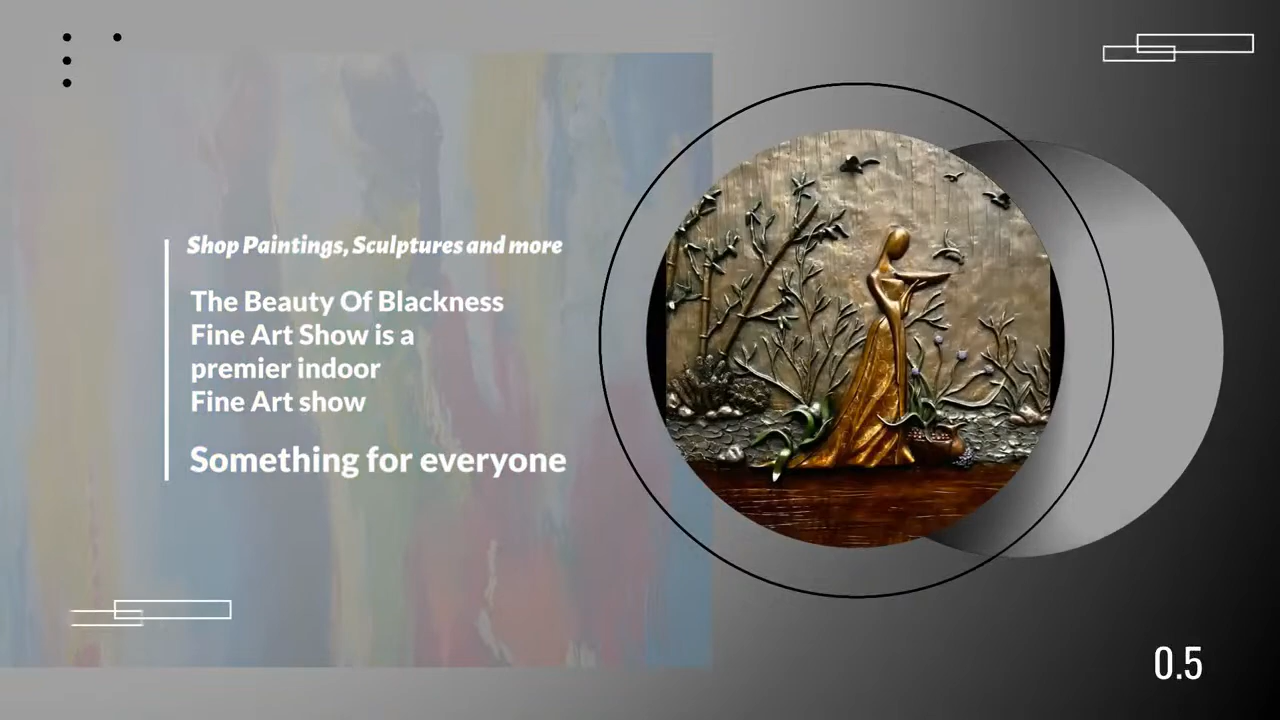 Shop Paintings, Sculptures and more
The Beauty Of Blackness
Fine Art Show is a
premier indoor
Fine Art show
Something for everyone
0.5